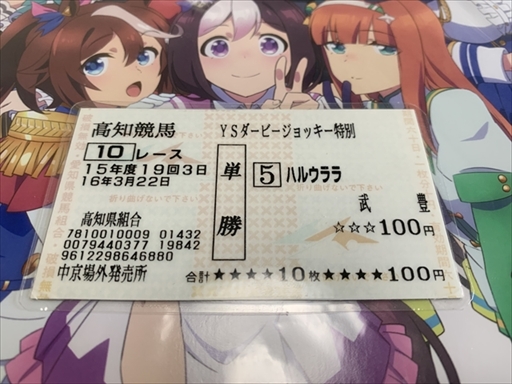 高知競馬
YSダービージョッキー特別
10 レース
15年度19回3日
16年3月22日
単勝
5 ハルウララ
武豊
☆☆☆100円
高知県組合
7810010009 01432
0079440377 19842
9612298646880
中京場外発売所
合計★★★★10枚★★★★100円